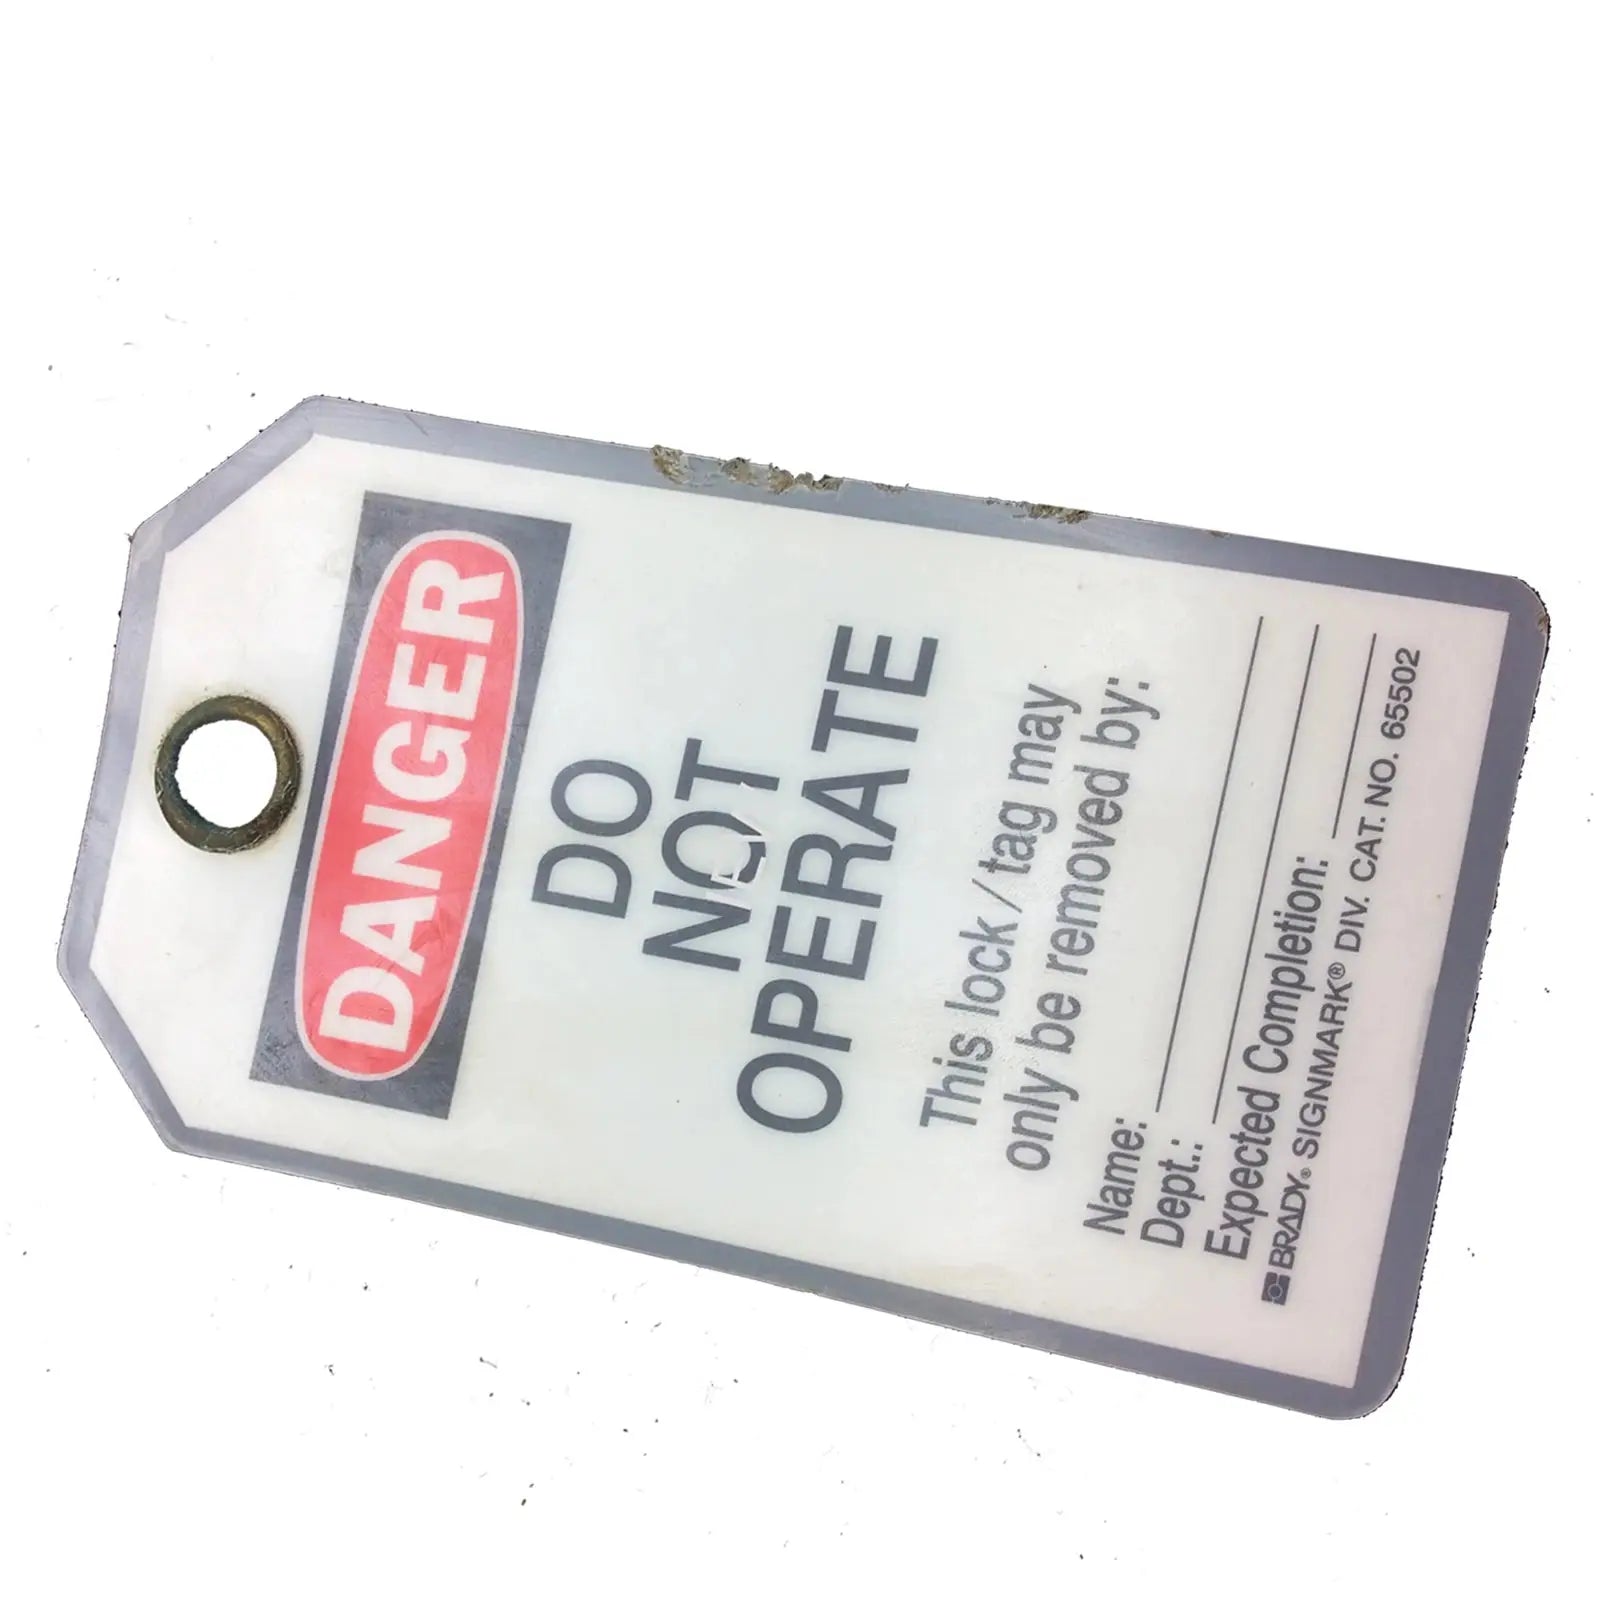 DANGER
DO
NOT
OPERATE
This lock/tag may
only be removed by:
Name:
Dept.:
Expected Completion:
BRADY® SIGNMARK® DIV. CAT. NO. 65502